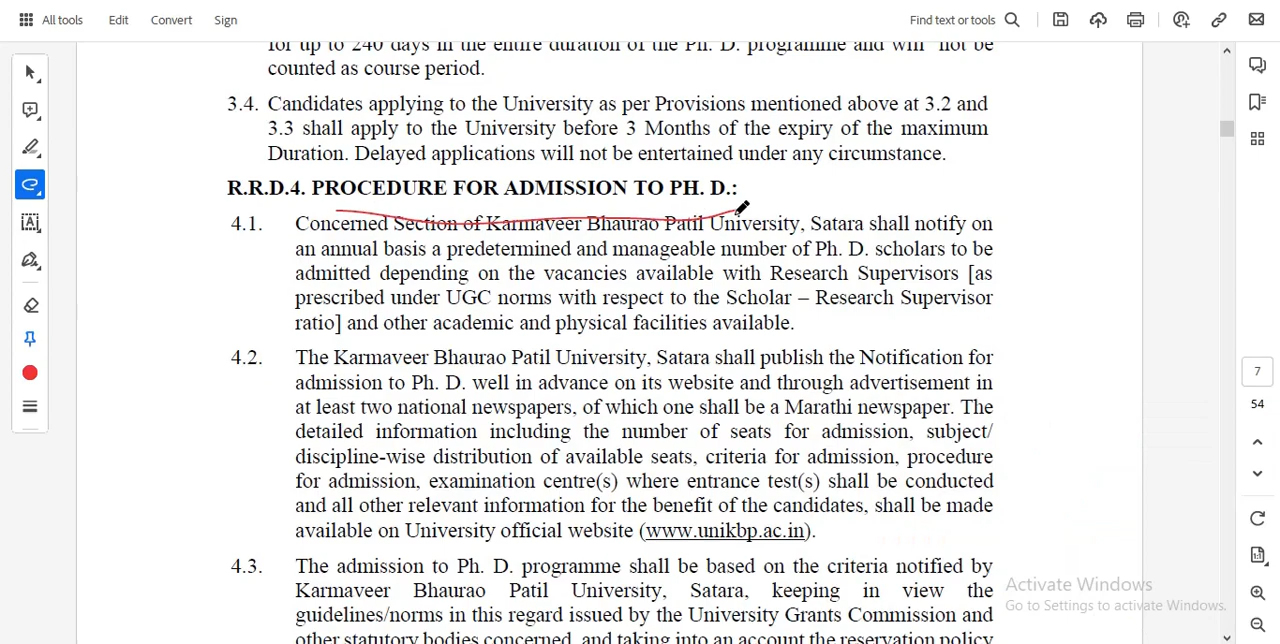 All tools Edit Convert Sign Find text or tools
for up to 240 days in the entire duration of the Ph. D. programme and will not be
counted as course period.
3.4. Candidates applying to the University as per Provisions mentioned above at 3.2 and
3.3 shall apply to the University before 3 Months of the expiry of the maximum
Duration. Delayed applications will not be entertained under any circumstance.
R.R.D.4. PROCEDURE FOR ADMISSION TO PH. D.:
4.1. Concerned Section of Karmaveer Bhaurao Patil University, Satara shall notify on
an annual basis a predetermined and manageable number of Ph. D. scholars to be
admitted depending on the vacancies available with Research Supervisors [as
prescribed under UGC norms with respect to the Scholar – Research Supervisor
ratio] and other academic and physical facilities available.
4.2. The Karmaveer Bhaurao Patil University, Satara shall publish the Notification for
admission to Ph. D. well in advance on its website and through advertisement in
at least two national newspapers, of which one shall be a Marathi newspaper. The
detailed information including the number of seats for admission, subject/
discipline-wise distribution of available seats, criteria for admission, procedure
for admission, examination centre(s) where entrance test(s) shall be conducted
and all other relevant information for the benefit of the candidates, shall be made
available on University official website (www.unikbp.ac.in).
4.3. The admission to Ph. D. programme shall be based on the criteria notified by
Karmaveer Bhaurao Patil University, Satara, keeping in view the
guidelines/norms in this regard issued by the University Grants Commission and
other statutory bodies concerned, and taking into an account the reservation policy
7
54
Activate Windows
Go to Settings to activate Windows.